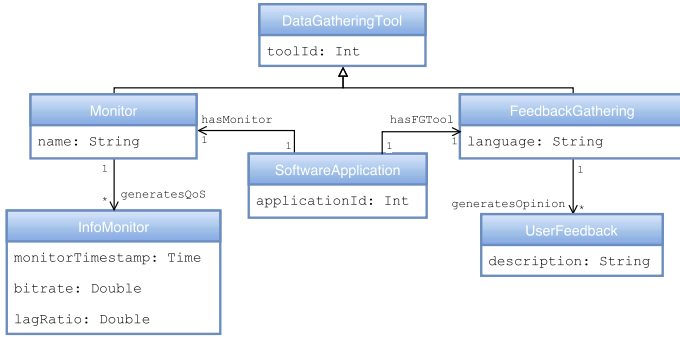 DataGatheringTool
toolId: Int
Monitor
name: String
hasMonitor
1
1
hasFGTool
1
1
FeedbackGathering
language: String
SoftwareApplication
applicationId: Int
1
*
generatesQoS
1
generatesOpinion
*
InfoMonitor
monitorTimestamp: Time
bitrate: Double
lagRatio: Double
UserFeedback
description: String